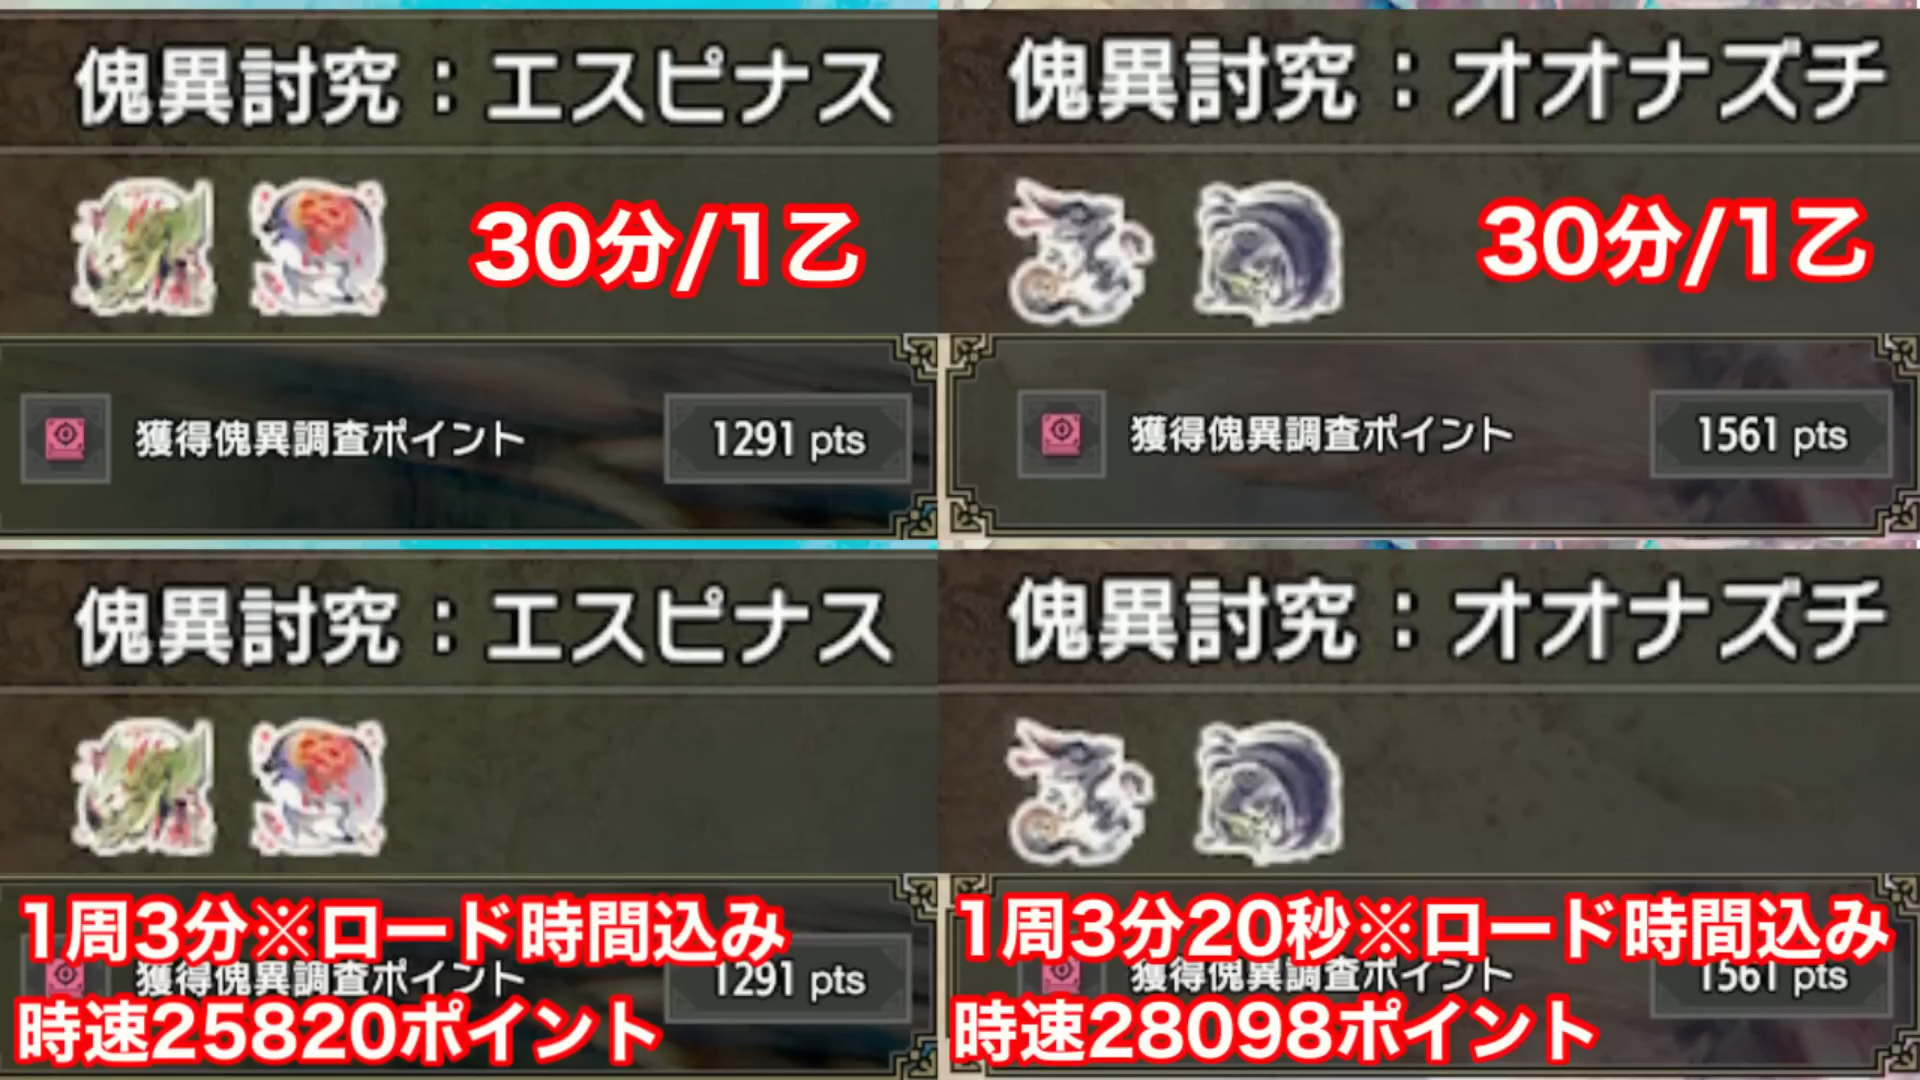 傀異討究：エスピナス
30分/1乙
獲得傀異調査ポイント
1291 pts
傀異討究：オオナズチ
30分/1乙
獲得傀異調査ポイント
1561 pts
傀異討究：エスピナス
1周3分※ロード時間込み
獲得傀異調査ポイント
1291 pts
時速25820ポイント
傀異討究：オオナズチ
1周3分20秒※ロード時間込み
獲得傀異調査ポイント
1561 pts
時速28098ポイント